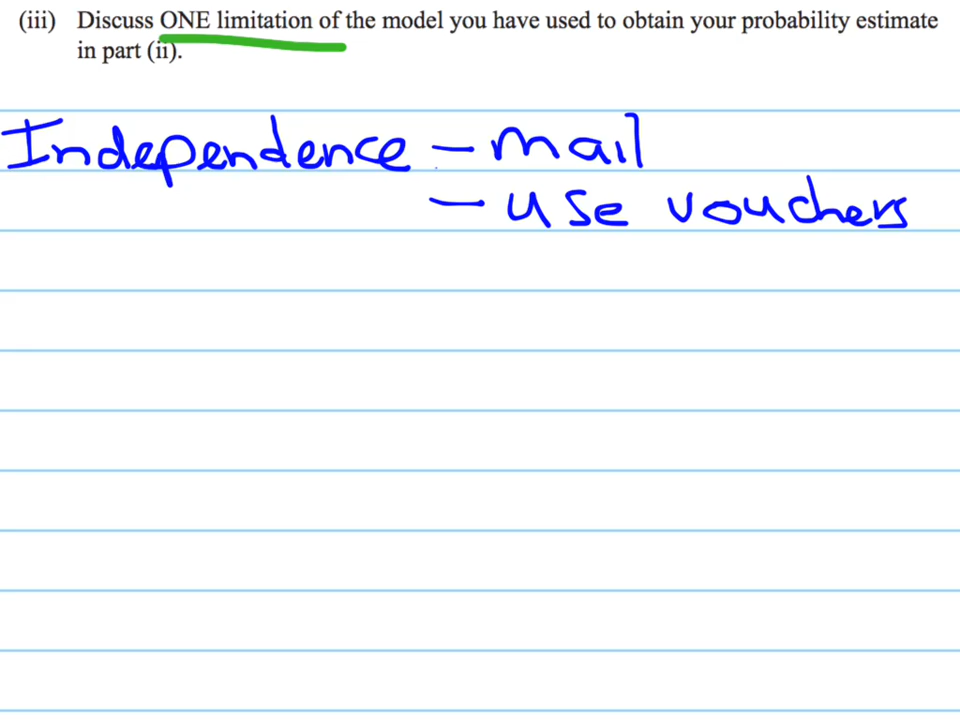 (iii) Discuss ONE limitation of the model you have used to obtain your probability estimate
in part (ii).
Independence - mail
- use vouchers